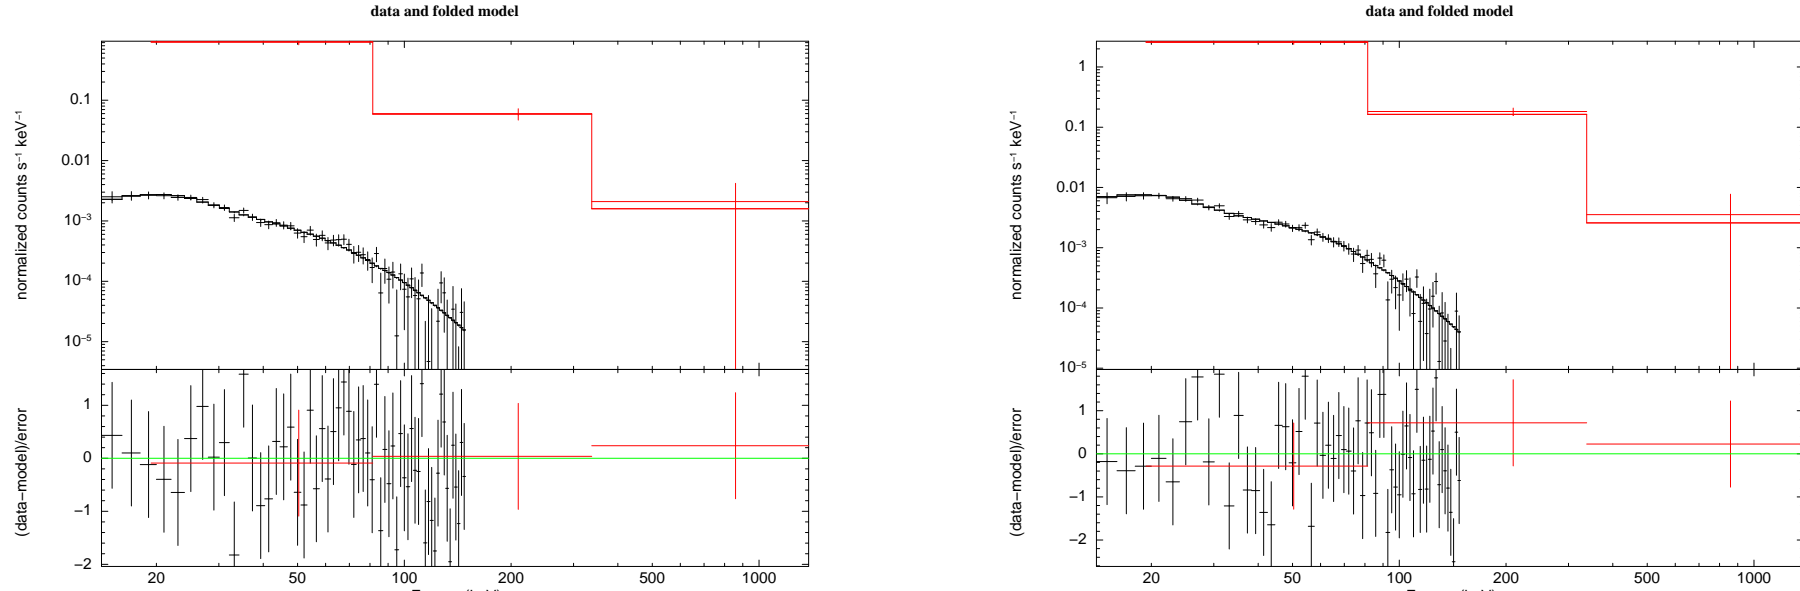 data and folded model
normalized counts s⁻¹ keV⁻¹
0.1
0.01
10⁻³
10⁻⁴
10⁻⁵
(data−model)/error
1
0
−1
−2
20 50 100 200 500 1000
data and folded model
normalized counts s⁻¹ keV⁻¹
1
0.1
0.01
10⁻³
10⁻⁴
10⁻⁵
(data−model)/error
1
0
−1
−2
20 50 100 200 500 1000